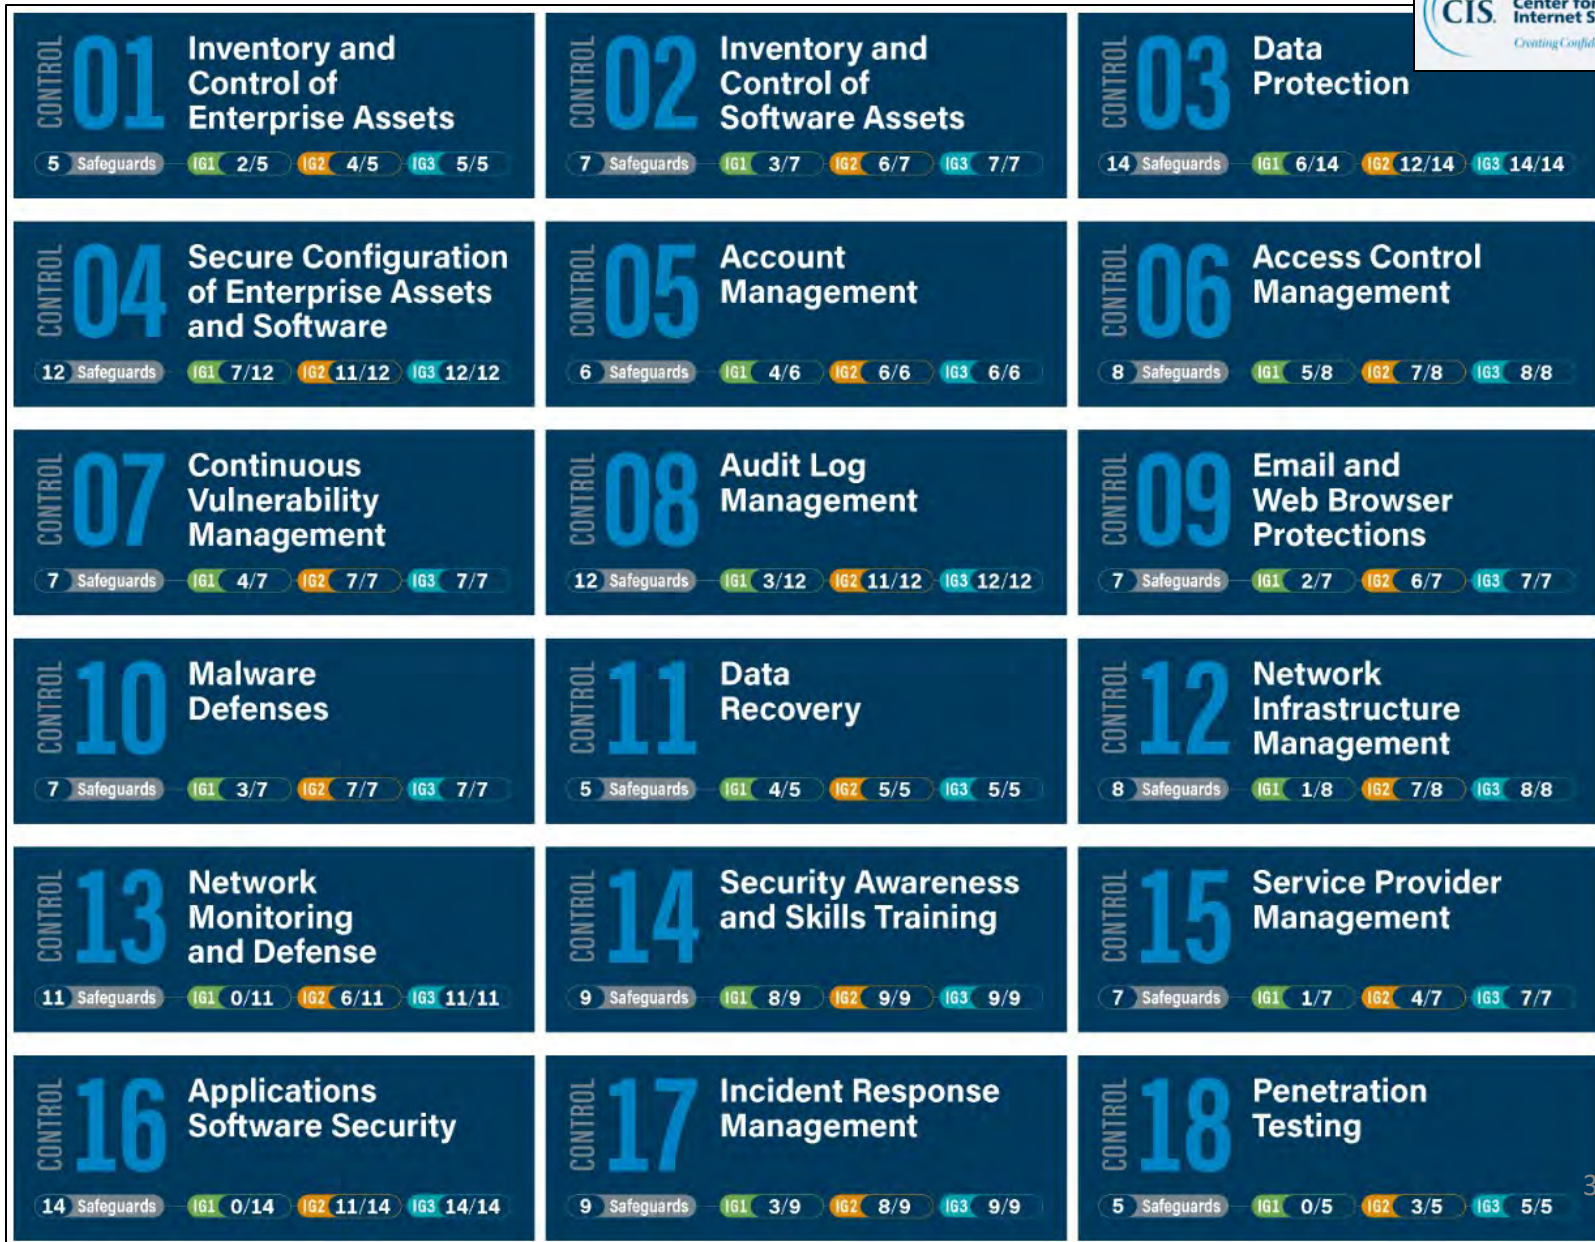 CIS. Center for
Internet S
Creating Confid
CONTROL 01 Inventory and
Control of
Enterprise Assets
5 Safeguards IG1 2/5 IG2 4/5 IG3 5/5
CONTROL 02 Inventory and
Control of
Software Assets
7 Safeguards IG1 3/7 IG2 6/7 IG3 7/7
CONTROL 03 Data
Protection
14 Safeguards IG1 6/14 IG2 12/14 IG3 14/14
CONTROL 04 Secure Configuration
of Enterprise Assets
and Software
12 Safeguards IG1 7/12 IG2 11/12 IG3 12/12
CONTROL 05 Account
Management
6 Safeguards IG1 4/6 IG2 6/6 IG3 6/6
CONTROL 06 Access Control
Management
8 Safeguards IG1 5/8 IG2 7/8 IG3 8/8
CONTROL 07 Continuous
Vulnerability
Management
7 Safeguards IG1 4/7 IG2 7/7 IG3 7/7
CONTROL 08 Audit Log
Management
12 Safeguards IG1 3/12 IG2 11/12 IG3 12/12
CONTROL 09 Email and
Web Browser
Protections
7 Safeguards IG1 2/7 IG2 6/7 IG3 7/7
CONTROL 10 Malware
Defenses
7 Safeguards IG1 3/7 IG2 7/7 IG3 7/7
CONTROL 11 Data
Recovery
5 Safeguards IG1 4/5 IG2 5/5 IG3 5/5
CONTROL 12 Network
Infrastructure
Management
8 Safeguards IG1 1/8 IG2 7/8 IG3 8/8
CONTROL 13 Network
Monitoring
and Defense
11 Safeguards IG1 0/11 IG2 6/11 IG3 11/11
CONTROL 14 Security Awareness
and Skills Training
9 Safeguards IG1 8/9 IG2 9/9 IG3 9/9
CONTROL 15 Service Provider
Management
7 Safeguards IG1 1/7 IG2 4/7 IG3 7/7
CONTROL 16 Applications
Software Security
14 Safeguards IG1 0/14 IG2 11/14 IG3 14/14
CONTROL 17 Incident Response
Management
9 Safeguards IG1 3/9 IG2 8/9 IG3 9/9
CONTROL 18 Penetration
Testing
5 Safeguards IG1 0/5 IG2 3/5 IG3 5/5
3